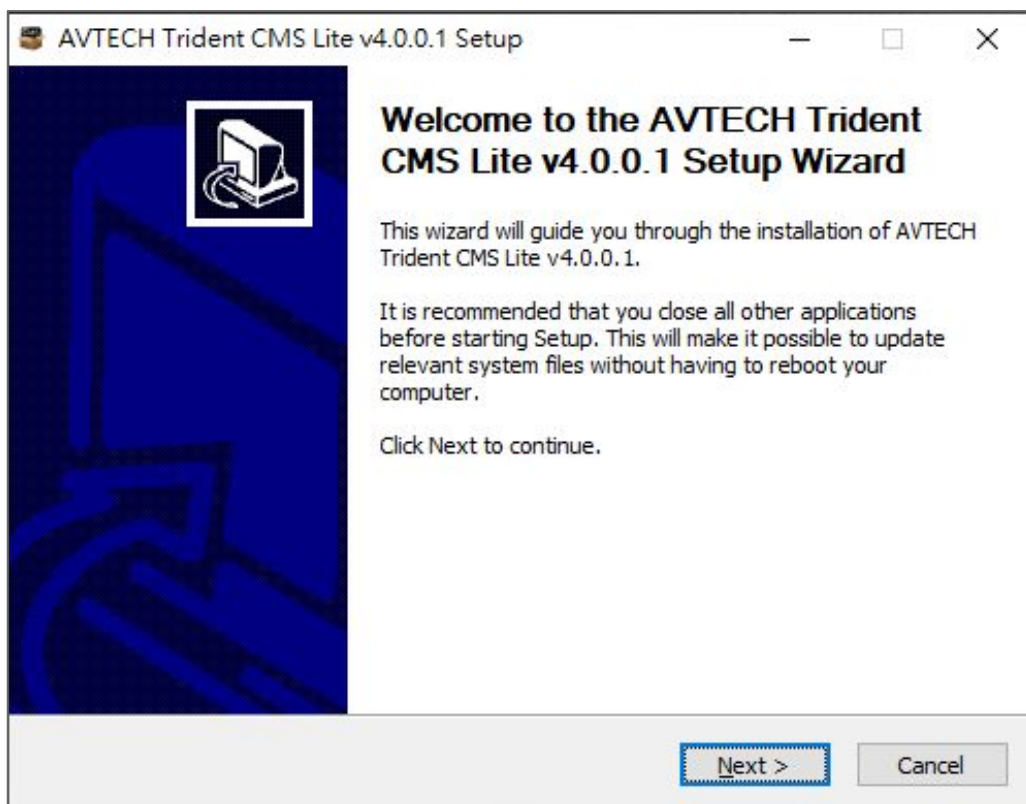 AVTECH Trident CMS Lite v4.0.0.1 Setup
Welcome to the AVTECH Trident
CMS Lite v4.0.0.1 Setup Wizard
This wizard will guide you through the installation of AVTECH
Trident CMS Lite v4.0.0.1.
It is recommended that you close all other applications
before starting Setup. This will make it possible to update
relevant system files without having to reboot your
computer.
Click Next to continue.
Next >
Cancel